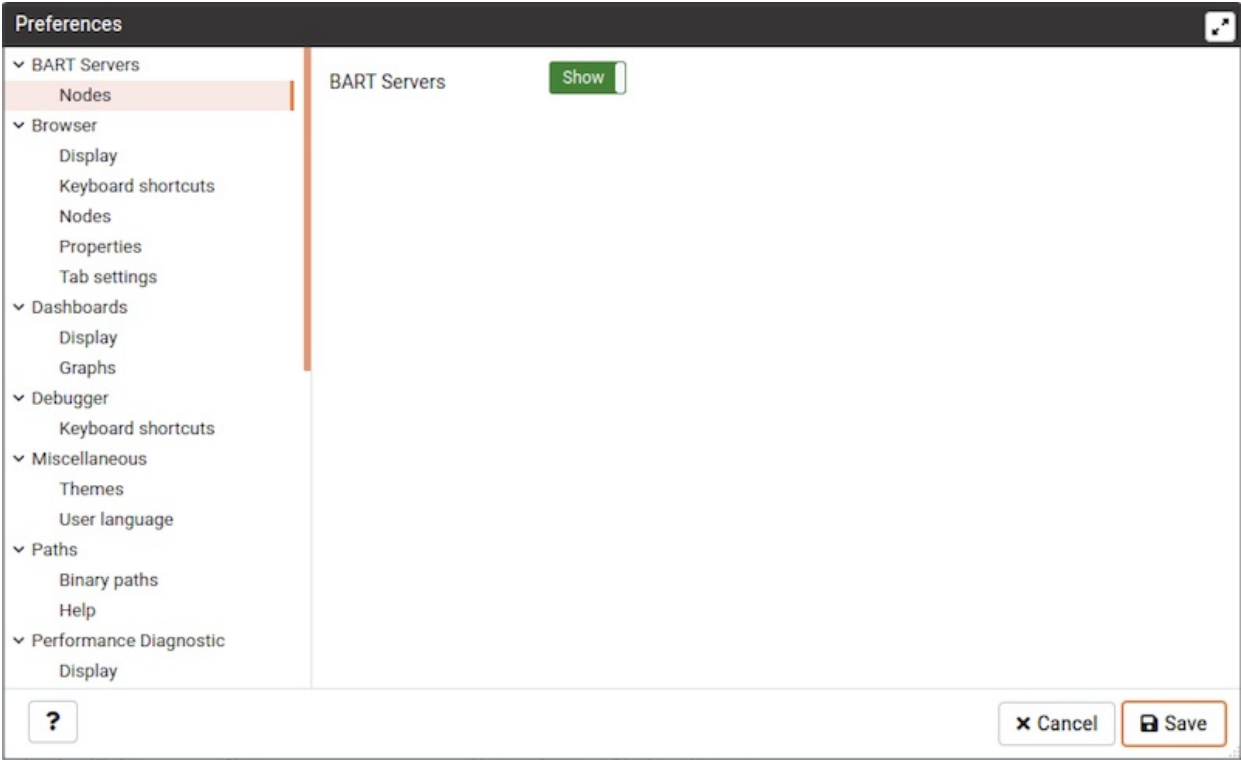 Preferences
BART Servers
Nodes
Browser
Display
Keyboard shortcuts
Nodes
Properties
Tab settings
Dashboards
Display
Graphs
Debugger
Keyboard shortcuts
Miscellaneous
Themes
User language
Paths
Binary paths
Help
Performance Diagnostic
Display
BART Servers
Show
?
Cancel
Save